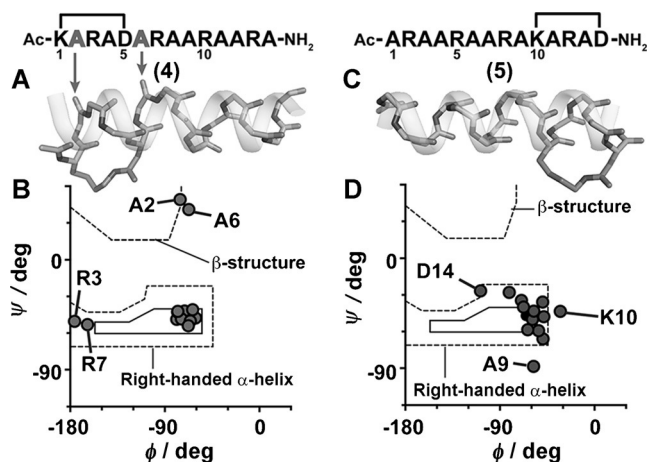 Ac-KARADARAARAARA-NH2
1 5 10
(4)
A
B
A2
A6
β-structure
0
R3
R7
-90
Right-handed α-helix
ψ / deg
-180 -90 0
ϕ / deg
Ac-ARAARAARAKARAD-NH2
1 5 10
(5)
C
D
β-structure
0
D14
K10
A9
-90
Right-handed α-helix
ψ / deg
-180 -90 0
ϕ / deg